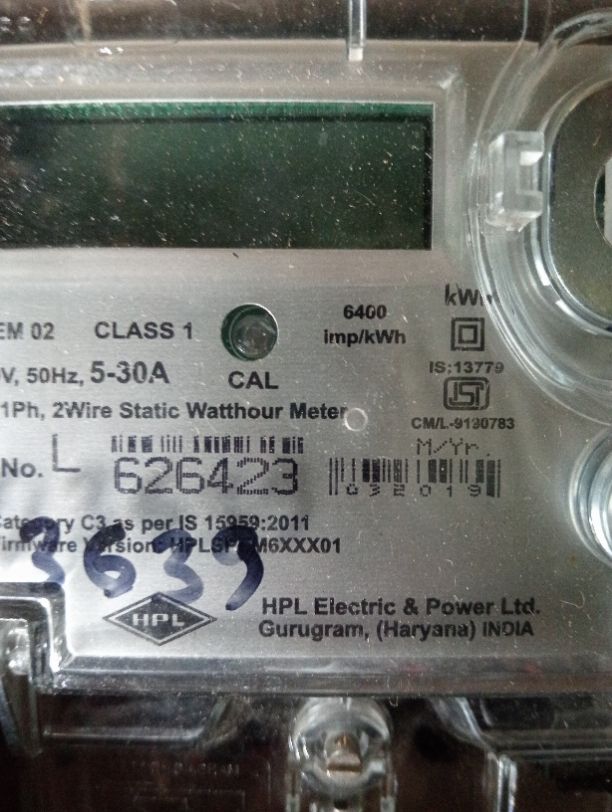 EM 02 CLASS 1
6400
imp/kWh
kWh
V, 50Hz, 5-30A
CAL
IS:13779
ISI
CM/L-9130783
1Ph, 2Wire Static Watthour Meter
M/Yr.
No. L 626423
032019
Category C3 as per IS 15959:2011
Firmware Version:
3639
HPL
HPL Electric & Power Ltd.
Gurugram, (Haryana) INDIA